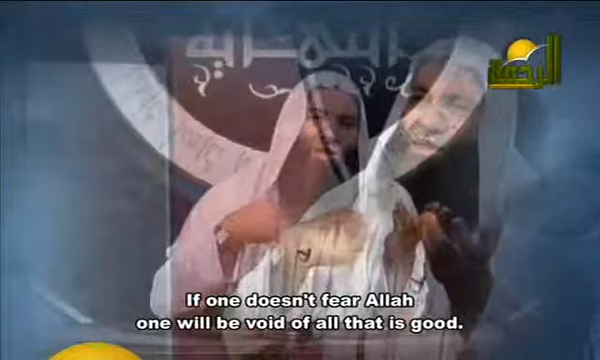 الرحمة
If one doesn't fear Allah
one will be void of all that is good.